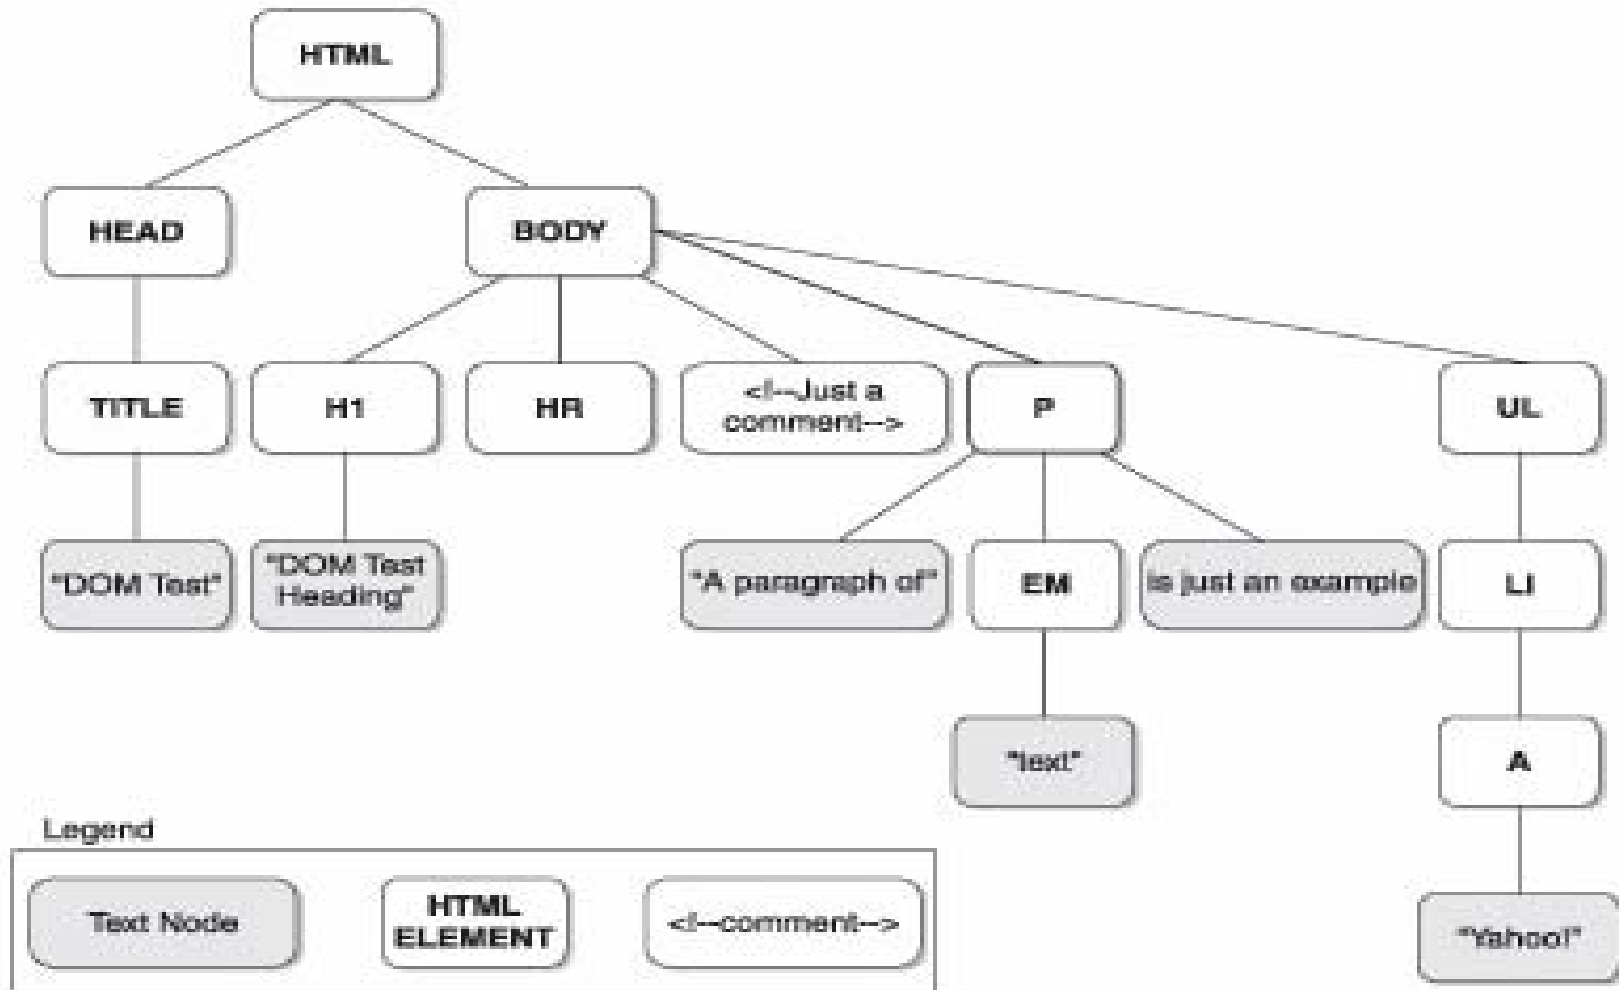 HTML
HEAD
BODY
TITLE
H1
HR
<!--Just a
comment-->
P
UL
"DOM Test"
"DOM Test
Heading"
"A paragraph of"
EM
is just an example
LI
"text"
A
"Yahoo!"
Legend
Text Node
HTML
ELEMENT
<!--comment-->